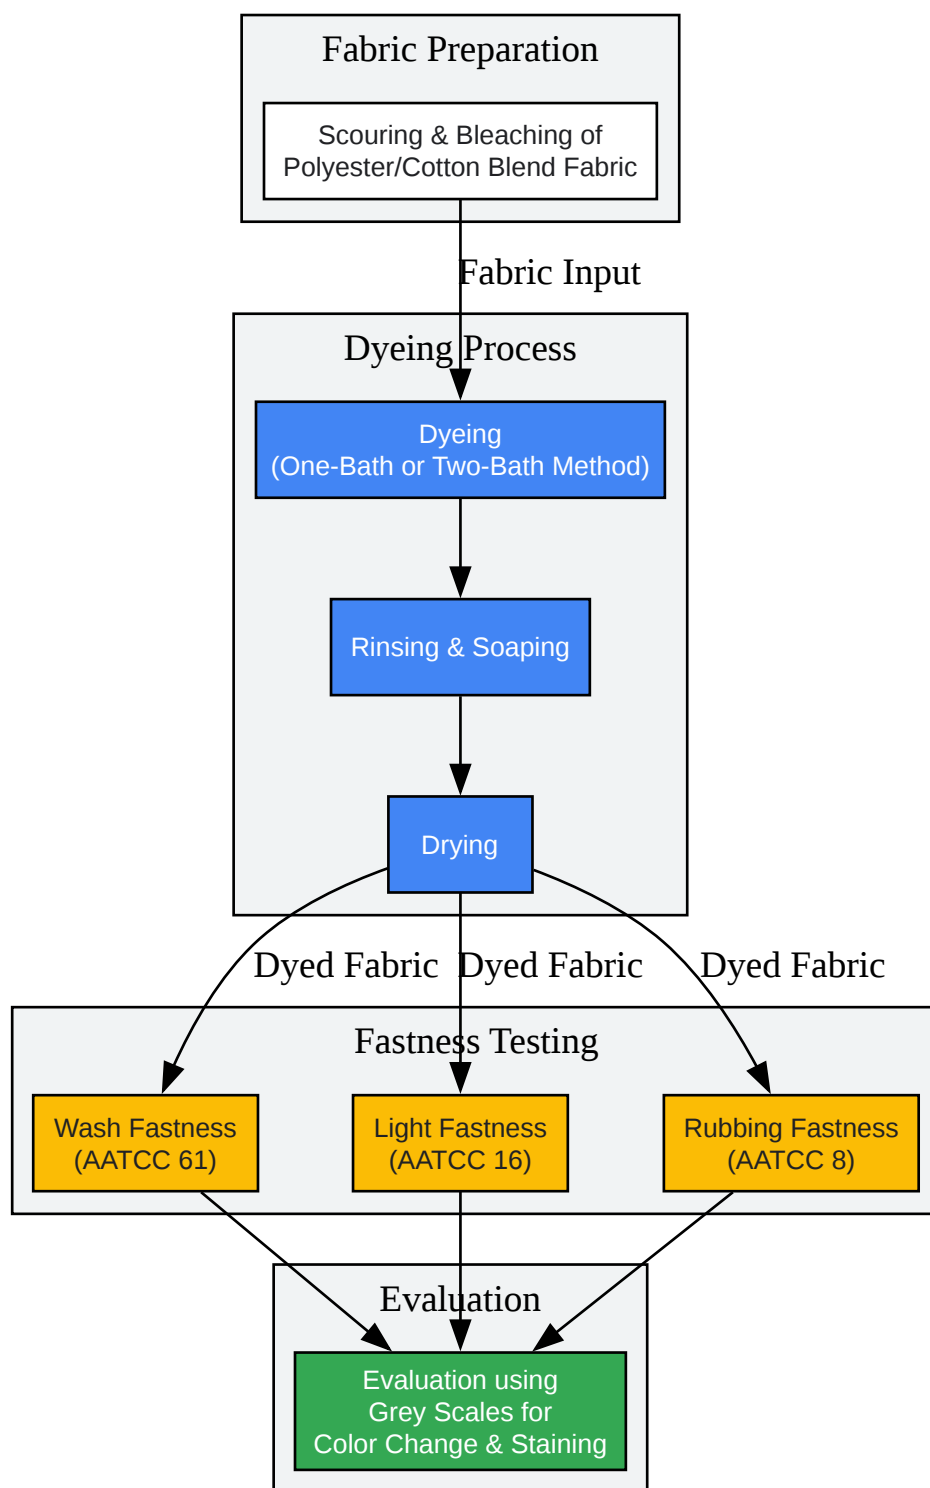 Fabric Preparation
Scouring & Bleaching of
Polyester/Cotton Blend Fabric
Fabric Input
Dyeing Process
Dyeing
(One-Bath or Two-Bath Method)
Rinsing & Soaping
Drying
Dyed Fabric
Dyed Fabric
Dyed Fabric
Fastness Testing
Wash Fastness
(AATCC 61)
Light Fastness
(AATCC 16)
Rubbing Fastness
(AATCC 8)
Evaluation
Evaluation using
Grey Scales for
Color Change & Staining